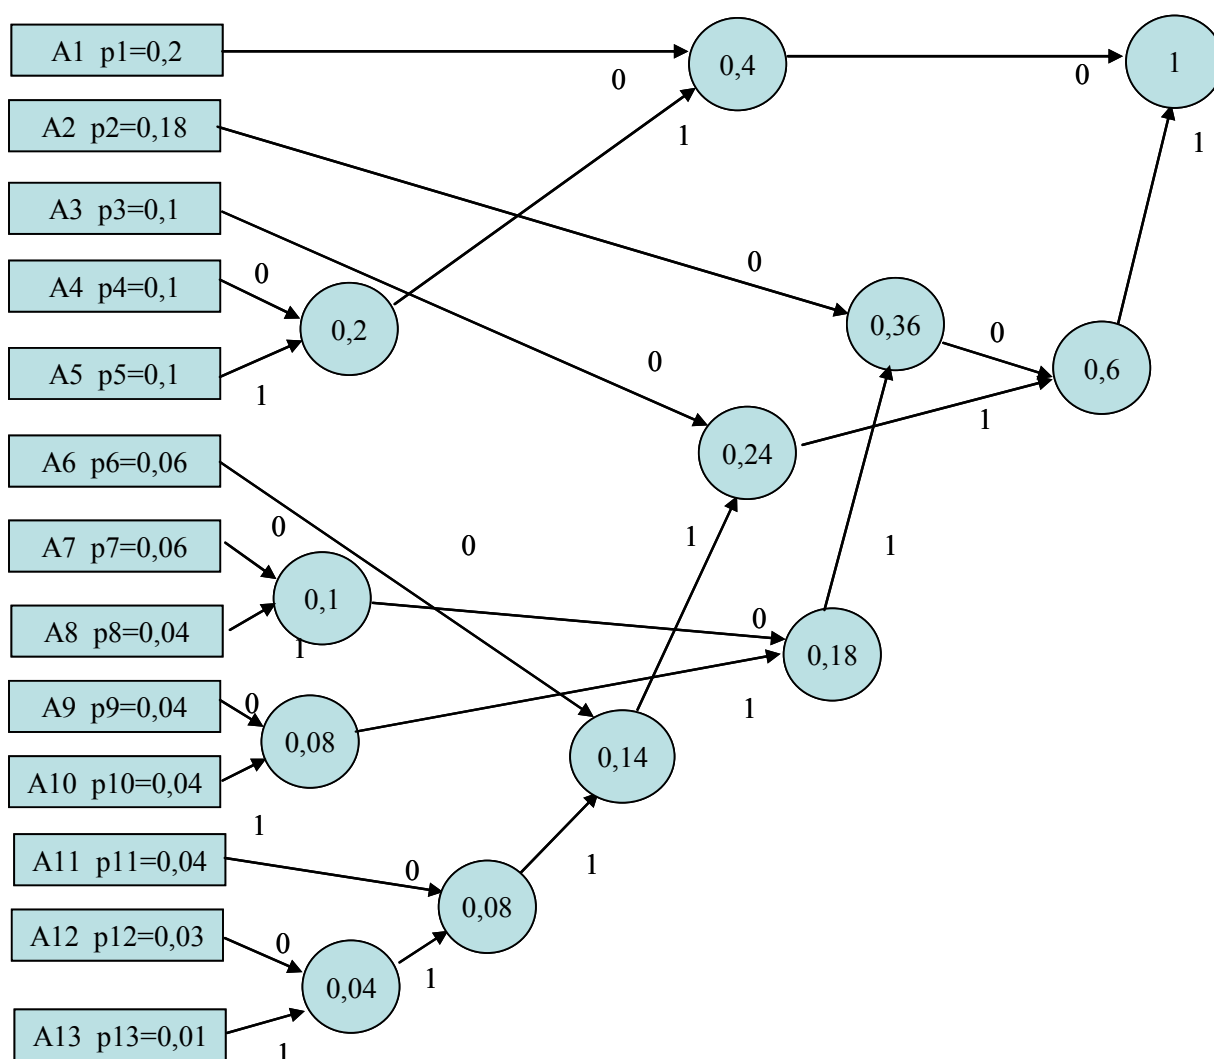 A1 p1=0,2
0
0,4
0
1
A2 p2=0,18
1
1
A3 p3=0,1
0
A4 p4=0,1
0
0,2
0,36
0
0,6
A5 p5=0,1
1
0
1
A6 p6=0,06
0,24
A7 p7=0,06
0
0
1
1
A8 p8=0,04
0,1
1
0
0,18
A9 p9=0,04
0
1
A10 p10=0,04
0,08
0,14
1
A11 p11=0,04
0
1
A12 p12=0,03
0
0,08
1
A13 p13=0,01
0,04
1